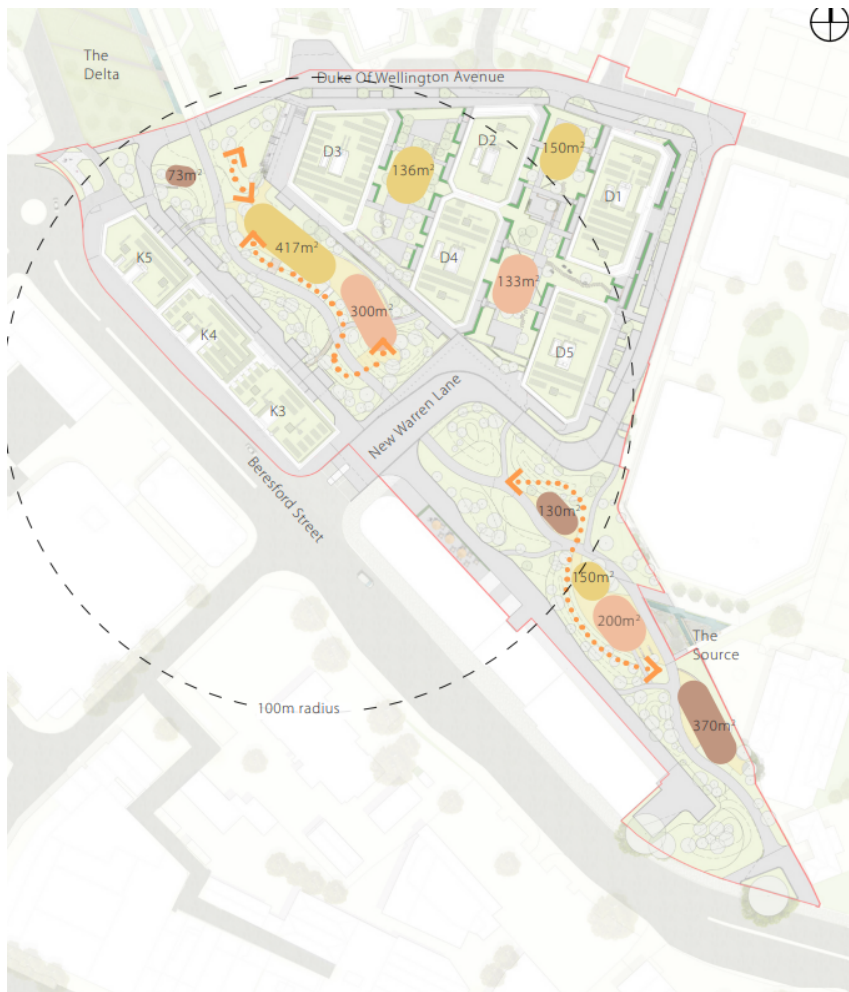 The
Delta
Duke Of Wellington Avenue
D3
D2
150m²
136m²
73m²
D1
417m²
D4
K5
133m²
300m²
K4
D5
K3
New Warren Lane
Beresford Street
130m²
150m²
200m²
The
Source
100m radius
370m²